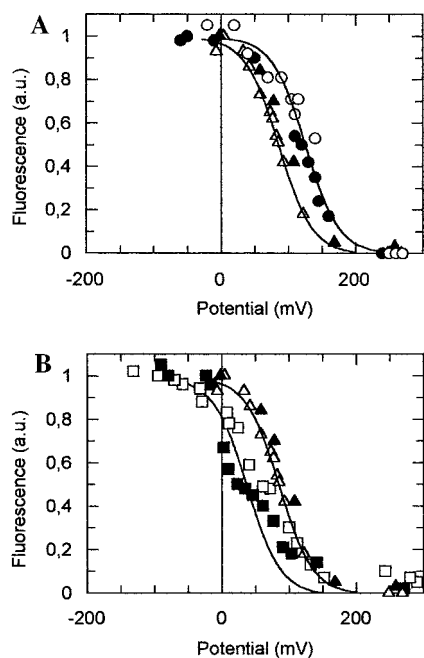 A
Fluorescence (a.u.)
1
0,8
0,6
0,4
0,2
0
-200 0 200
Potential (mV)
B
Fluorescence (a.u.)
1
0,8
0,6
0,4
0,2
0
-200 0 200
Potential (mV)